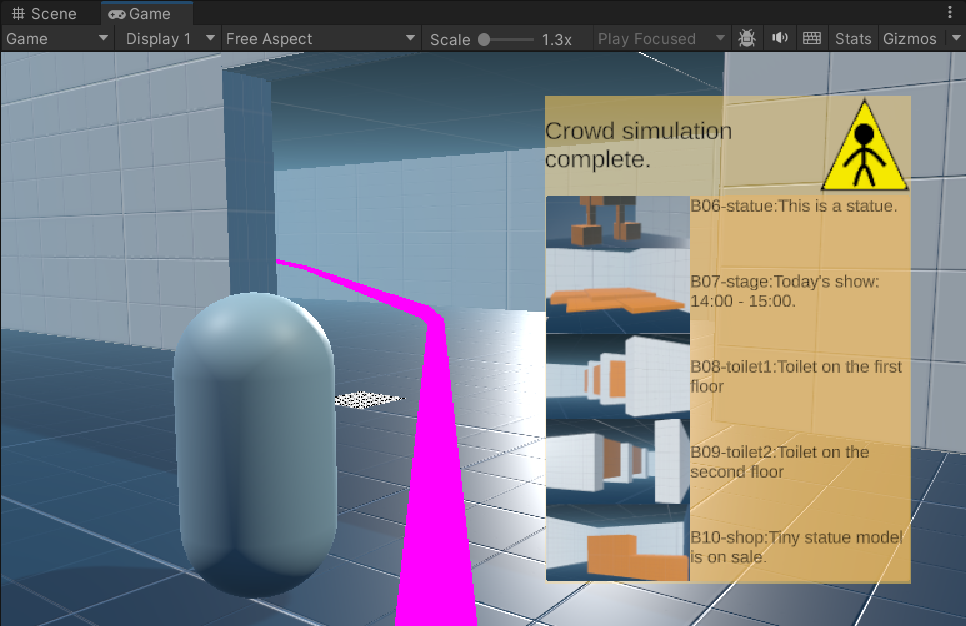 Scene
Game
Game
Display 1
Free Aspect
Scale
1.3x
Play Focused
Stats
Gizmos
Crowd simulation
complete.
B06-statue:This is a statue.
B07-stage:Today's show:
14:00 - 15:00.
B08-toilet1:Toilet on the first
floor
B09-toilet2:Toilet on the
second floor
B10-shop:Tiny statue model
is on sale.